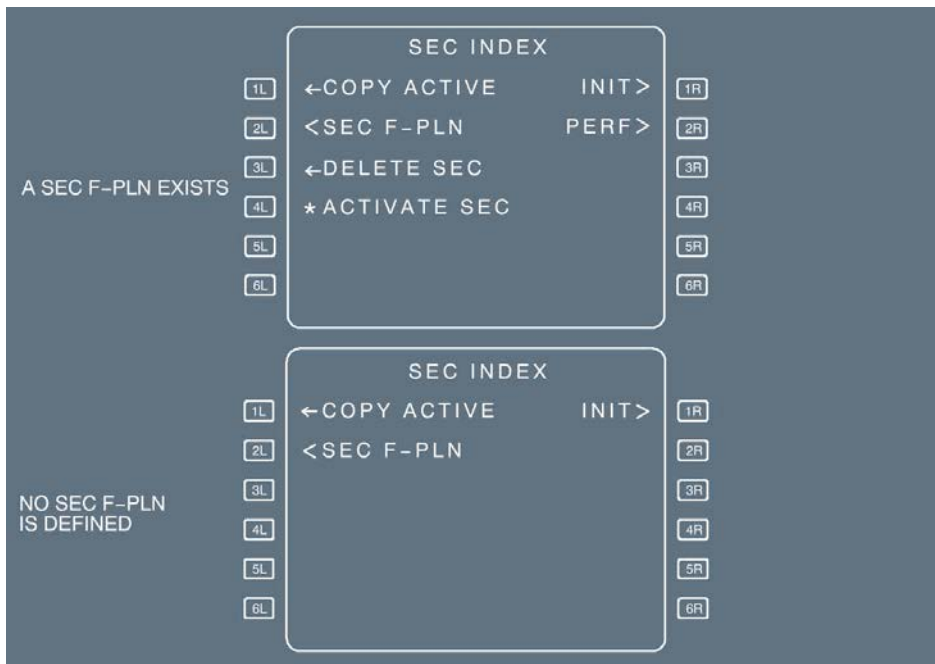 SEC INDEX
1L ←COPY ACTIVE INIT> 1R
2L <SEC F-PLN PERF> 2R
3L ←DELETE SEC 3R
A SEC F-PLN EXISTS
4L *ACTIVATE SEC 4R
5L 5R
6L 6R
SEC INDEX
1L ←COPY ACTIVE INIT> 1R
2L <SEC F-PLN 2R
3L 3R
NO SEC F-PLN
IS DEFINED
4L 4R
5L 5R
6L 6R